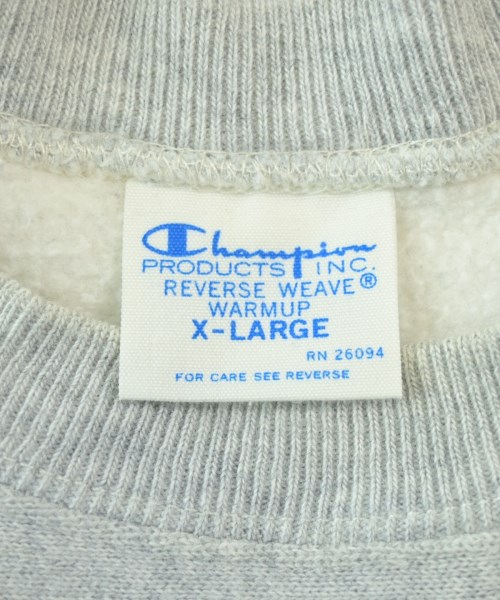 Champion
PRODUCTS INC.
REVERSE WEAVE®
WARMUP
X-LARGE
RN 26094
FOR CARE SEE REVERSE